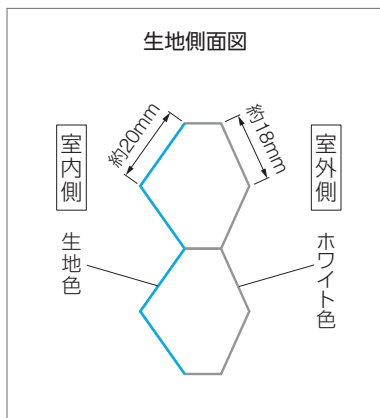 生地側面図
約20mm
約18mm
室内側
室外側
生地色
ホワイト色